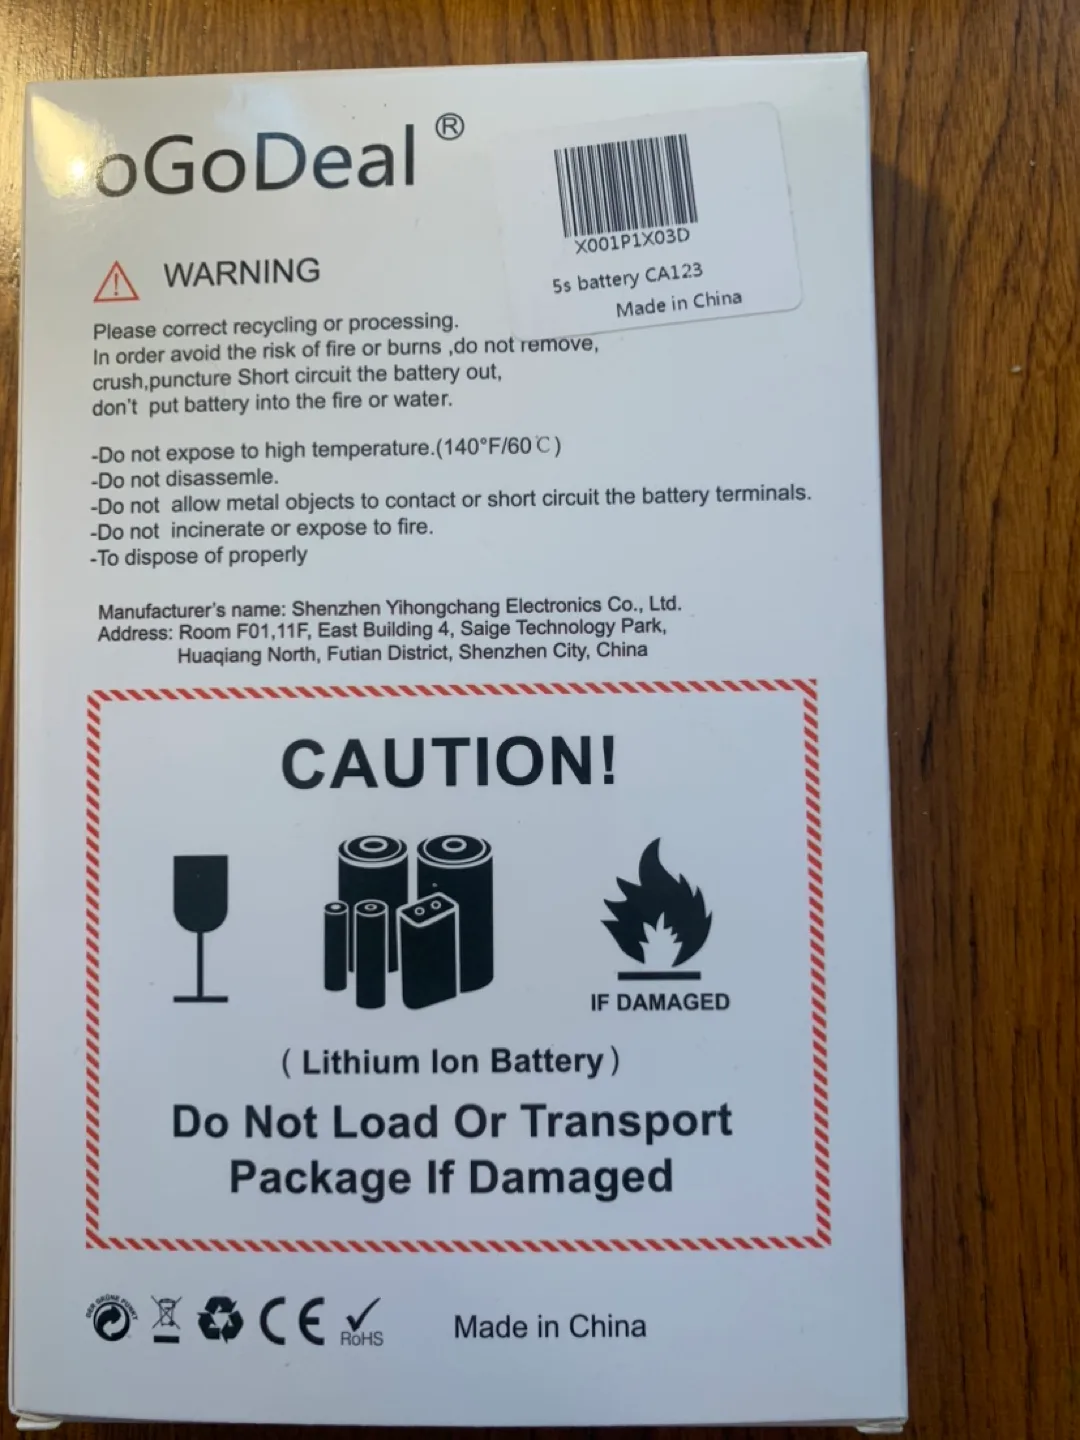 oGoDeal ®
X001P1X03D
5s battery CA123
Made in China
WARNING
Please correct recycling or processing.
In order avoid the risk of fire or burns ,do not remove,
crush,puncture Short circuit the battery out,
don't put battery into the fire or water.
-Do not expose to high temperature.(140°F/60℃)
-Do not disassemle.
-Do not allow metal objects to contact or short circuit the battery terminals.
-Do not incinerate or expose to fire.
-To dispose of properly
Manufacturer's name: Shenzhen Yihongchang Electronics Co., Ltd.
Address: Room F01,11F, East Building 4, Saige Technology Park,
Huaqiang North, Futian District, Shenzhen City, China
CAUTION!
IF DAMAGED
( Lithium Ion Battery )
Do Not Load Or Transport
Package If Damaged
DER GRÜNE PUNKT
CE
RoHS
Made in China